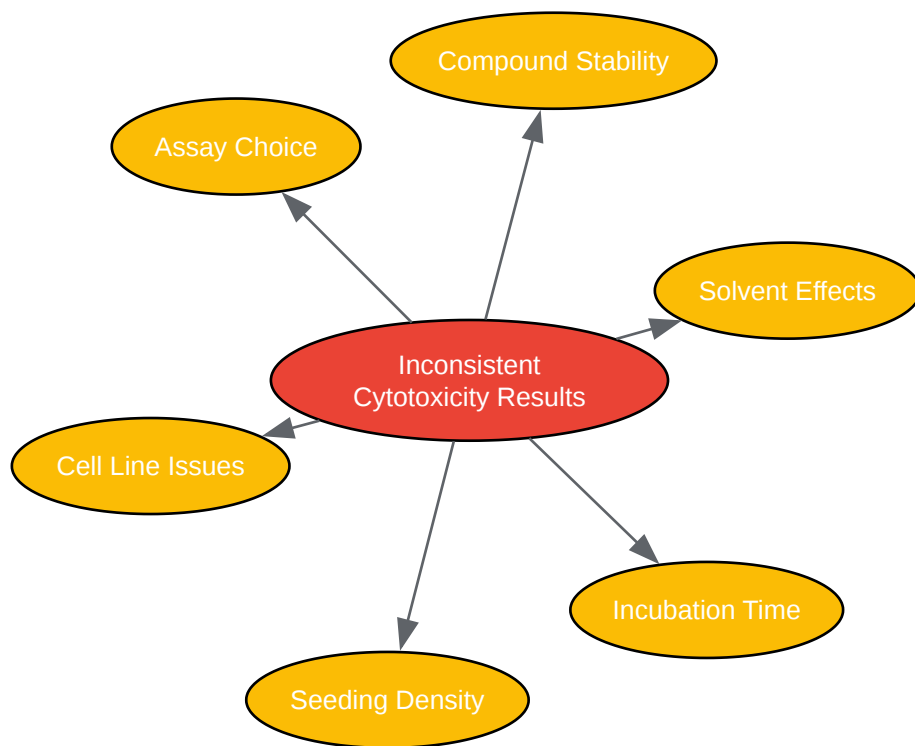 Compound Stability
Assay Choice
Solvent Effects
Inconsistent
Cytotoxicity Results
Cell Line Issues
Incubation Time
Seeding Density